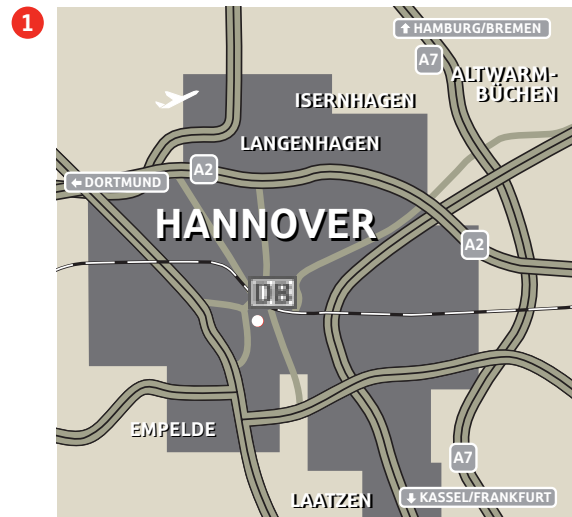 1
↑ HAMBURG/BREMEN
A7
ALTWARM-
BÜCHEN
ISERNHAGEN
LANGENHAGEN
A2
← DORTMUND
HANNOVER
A2
DB
EMPELDE
A7
LAATZEN
↓ KASSEL/FRANKFURT